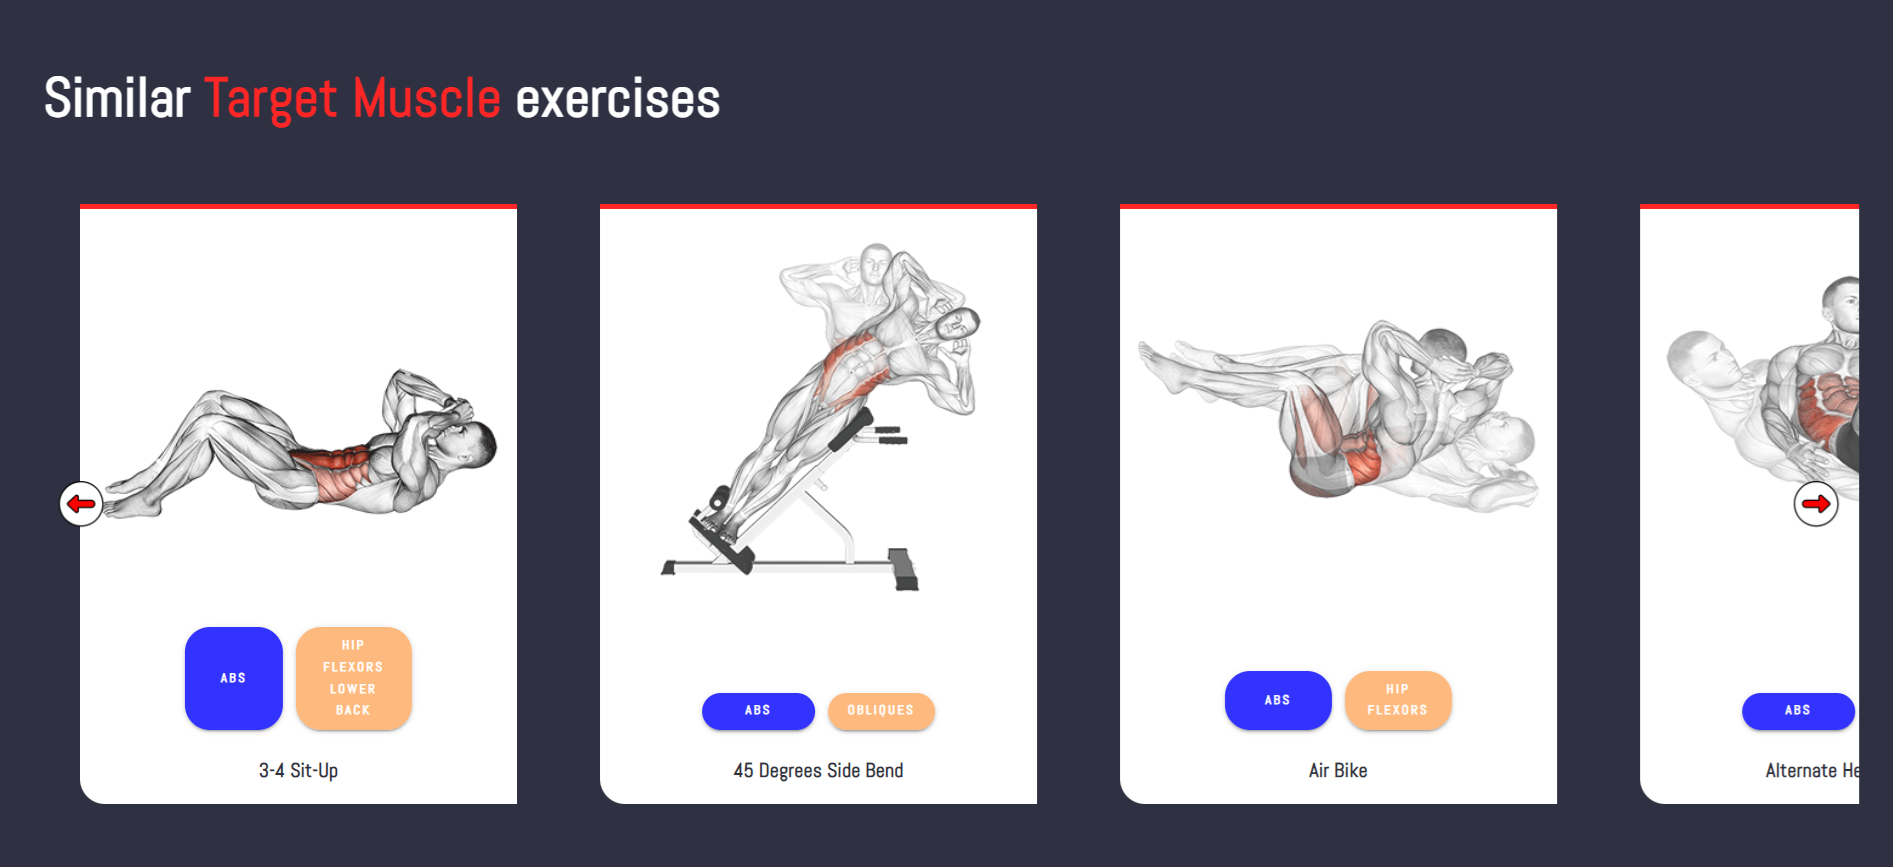 Similar Target Muscle exercises
ABS
HIP
FLEXORS
LOWER
BACK
3-4 Sit-Up
ABS
OBLIQUES
45 Degrees Side Bend
ABS
HIP
FLEXORS
Air Bike
ABS
Alternate He